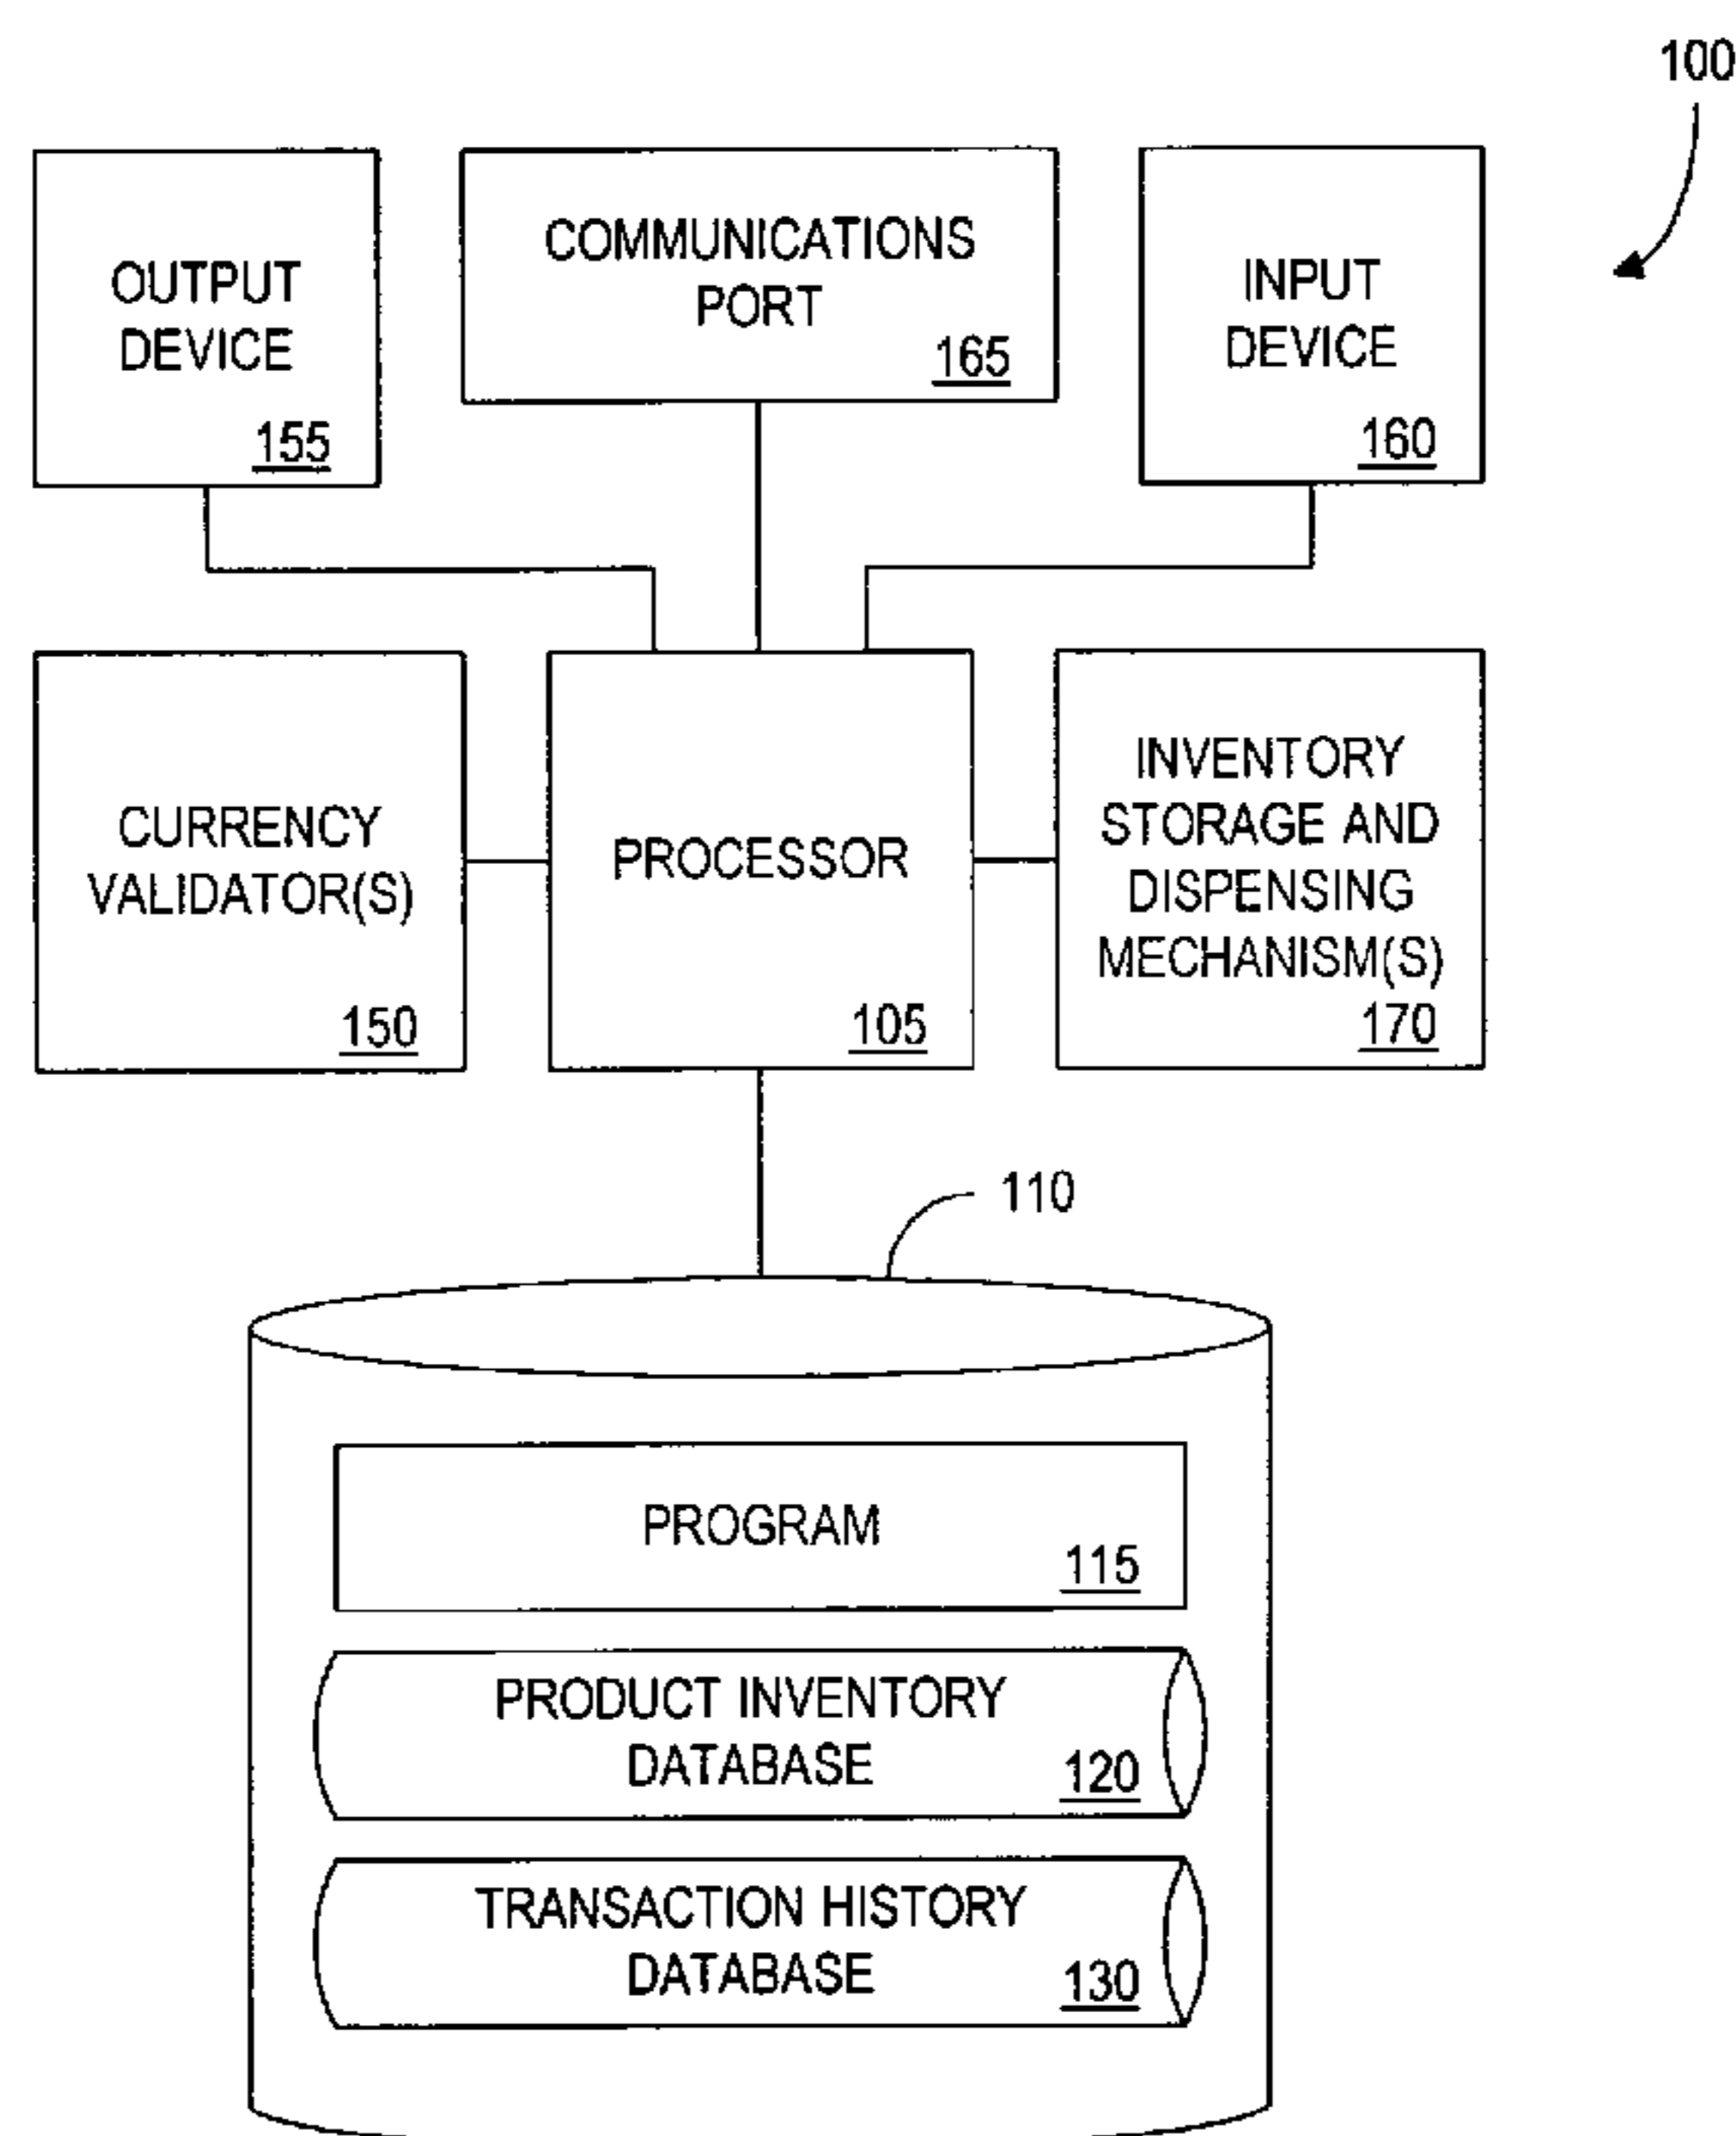 100
OUTPUT
DEVICE
155
COMMUNICATIONS
PORT
165
INPUT
DEVICE
160
CURRENCY
VALIDATOR(S)
150
PROCESSOR
105
INVENTORY
STORAGE AND
DISPENSING
MECHANISM(S)
170
110
PROGRAM
115
PRODUCT INVENTORY
DATABASE
120
TRANSACTION HISTORY
DATABASE
130